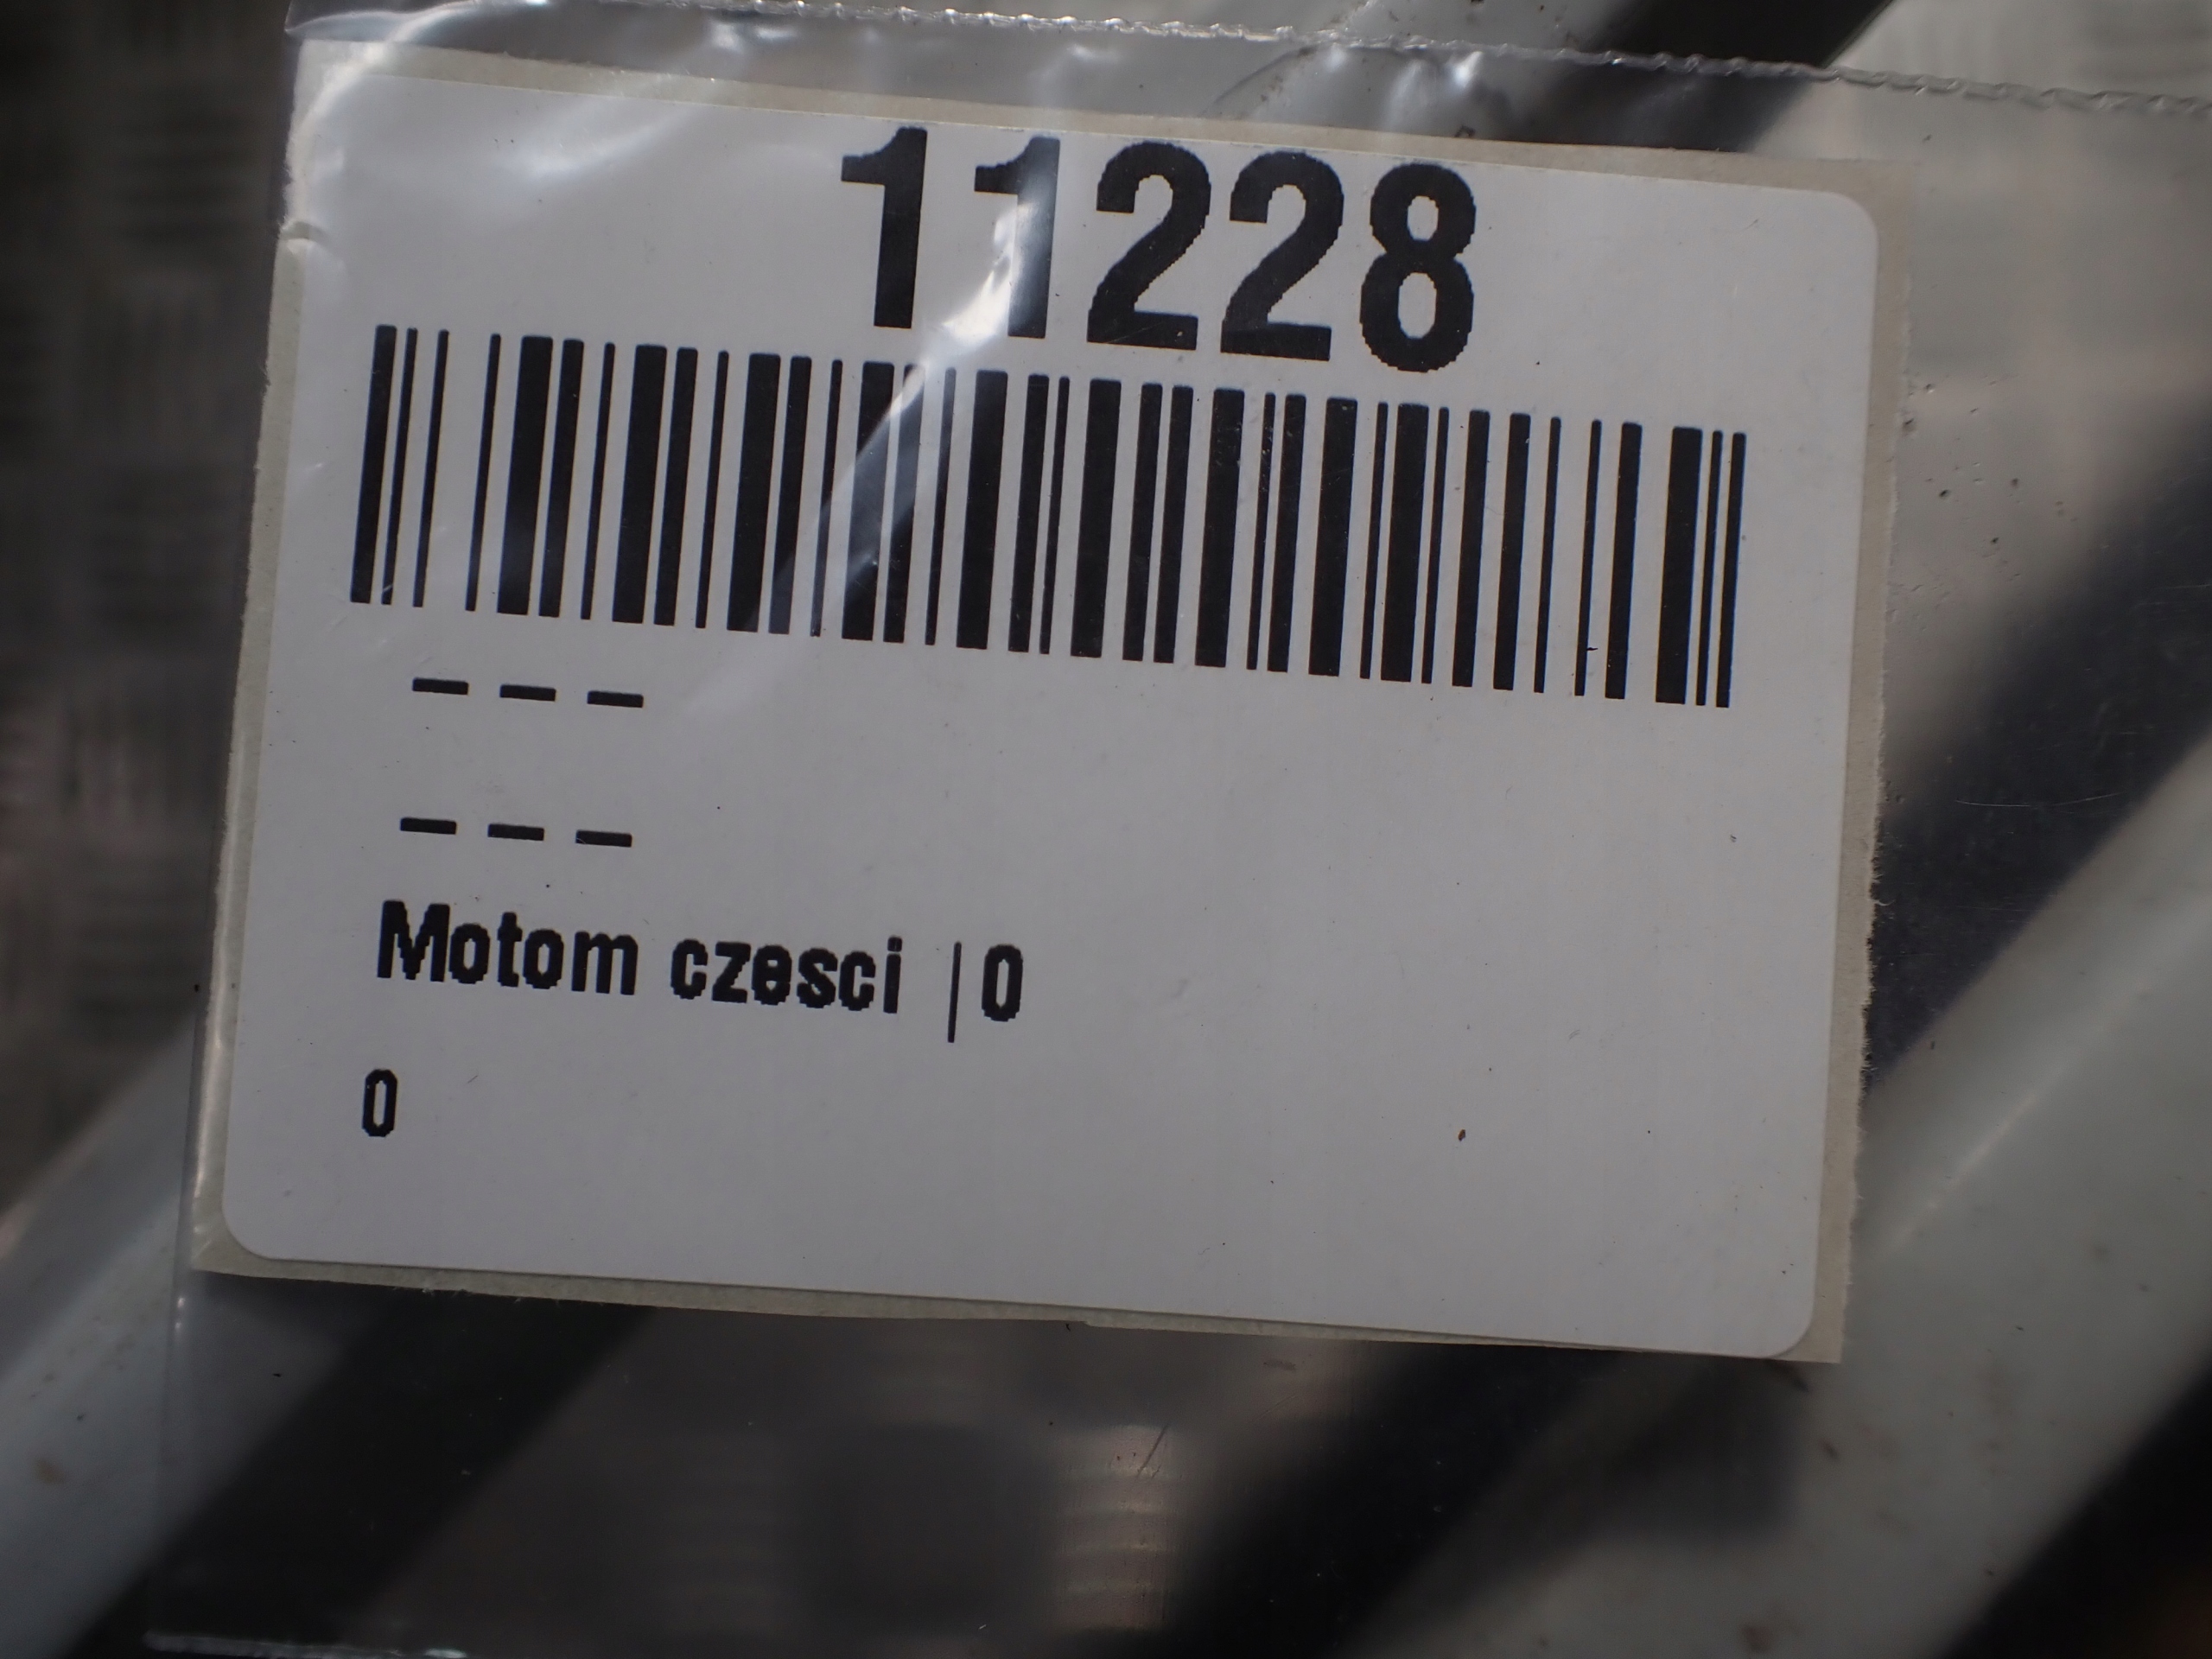 11228
---
---
Motom czesci |0
0